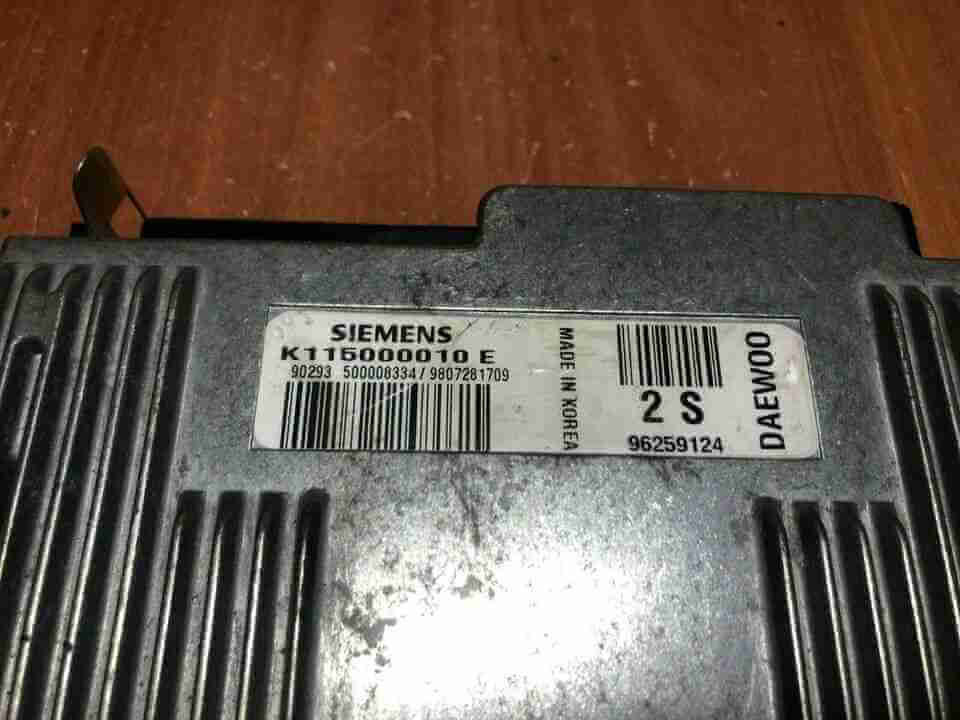 SIEMENS
K115000010 E
90293 500008334/9807281709
MADE IN KOREA
2 S
96259124
DAEWOO